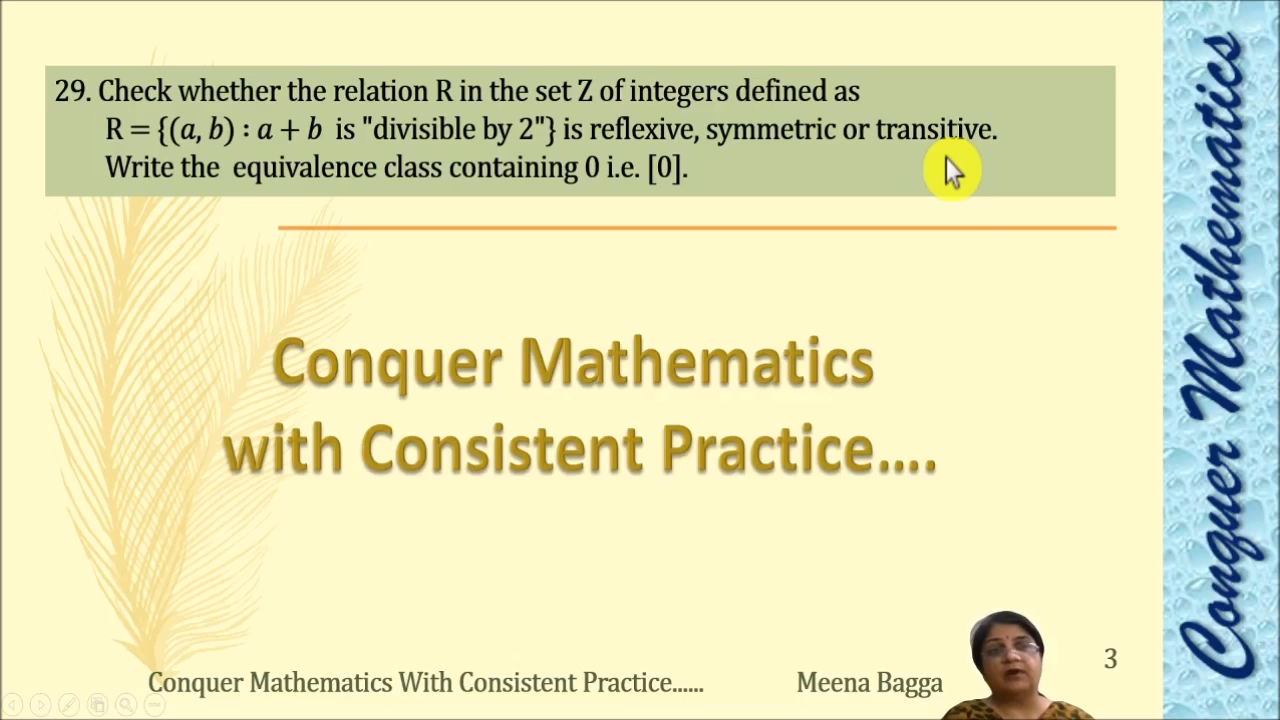 29. Check whether the relation R in the set Z of integers defined as
R = {(a, b) : a + b is "divisible by 2"} is reflexive, symmetric or transitive.
Write the equivalence class containing 0 i.e. [0].
Conquer Mathematics
with Consistent Practice....
Conquer Mathematics With Consistent Practice......
Meena Bagga
3
Conquer Mathematics